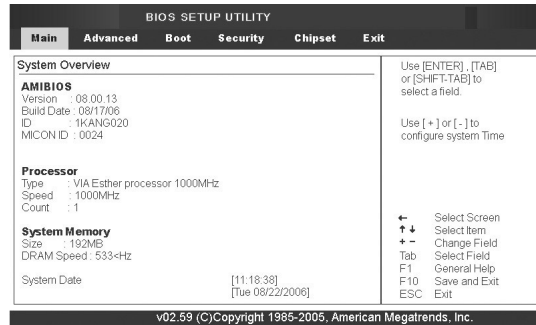 BIOS SETUP UTILITY
Main Advanced Boot Security Chipset Exit
System Overview
AMIBIOS
Version : 08.00.13
Build Date : 08/17/06
ID : 1KANG020
MICON ID : 0024
Processor
Type : VIA Esther processor 1000MHz
Speed : 1000MHz
Count : 1
System Memory
Size : 192MB
DRAM Speed : 533<Hz
System Date [11:18:38]
[Tue 08/22/2006]
Use [ENTER] , [TAB]
or [SHIFT-TAB] to
select a field.
Use [ + ] or [ - ] to
configure system Time
← Select Screen
↑ ↓ Select Item
+ − Change Field
Tab Select Field
F1 General Help
F10 Save and Exit
ESC Exit
v02.59 (C)Copyright 1985-2005, American Megatrends, Inc.